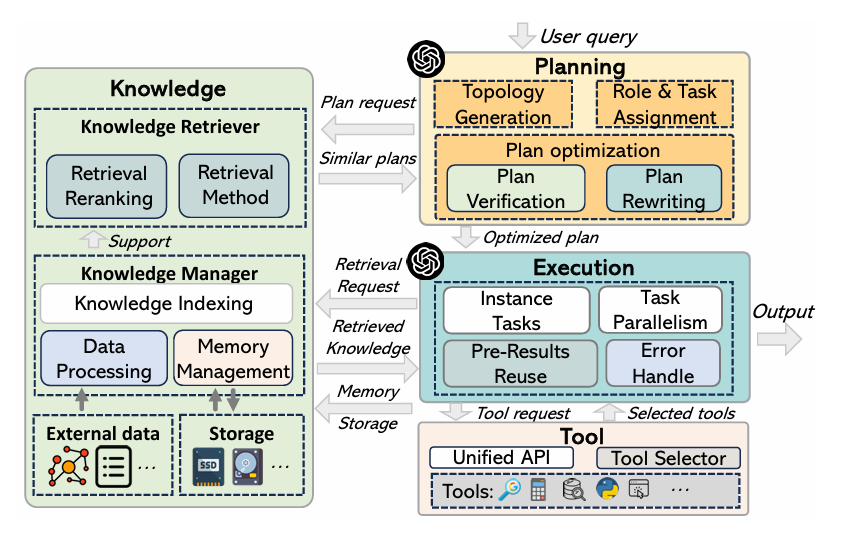 User query
Knowledge
Knowledge Retriever
Retrieval
Reranking
Retrieval
Method
Support
Knowledge Manager
Knowledge Indexing
Data
Processing
Memory
Management
External data
...
Storage
SSD
...
Plan request
Similar plans
Planning
Topology
Generation
Role & Task
Assignment
Plan optimization
Plan
Verification
Plan
Rewriting
Optimized plan
Retrieval
Request
Retrieved
Knowledge
Memory
Storage
Execution
Instance
Tasks
Task
Parallelism
Pre-Results
Reuse
Error
Handle
Output
Tool request
Selected tools
Tool
Unified API
Tool Selector
Tools:
...